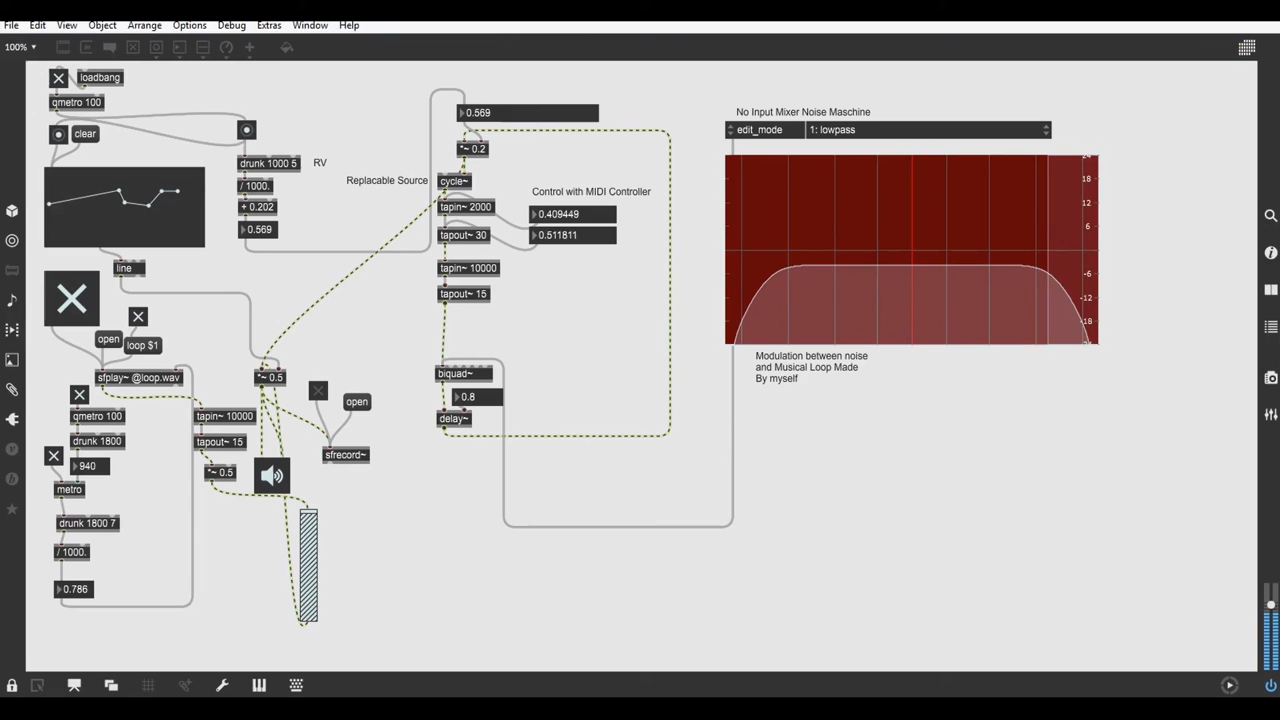 File Edit View Object Arrange Options Debug Extras Window Help
100%
loadbang
qmetro 100
clear
drunk 1000 5
RV
/ 1000.
+ 0.202
0.569
line
open
loop $1
sfplay~ @loop.wav
qmetro 100
drunk 1800
940
metro
drunk 1800 7
/ 1000.
0.786
tapin~ 10000
tapout~ 15
*~ 0.5
*~ 0.5
open
sfrecord~
0.569
*~ 0.2
Replacable Source
cycle~
tapin~ 2000
tapout~ 30
tapin~ 10000
tapout~ 15
Control with MIDI Controller
0.409449
0.511811
biquad~
0.8
delay~
No Input Mixer Noise Maschine
edit_mode
1: lowpass
24
18
12
6
-6
-12
-18
Modulation between noise
and Musical Loop Made
By myself